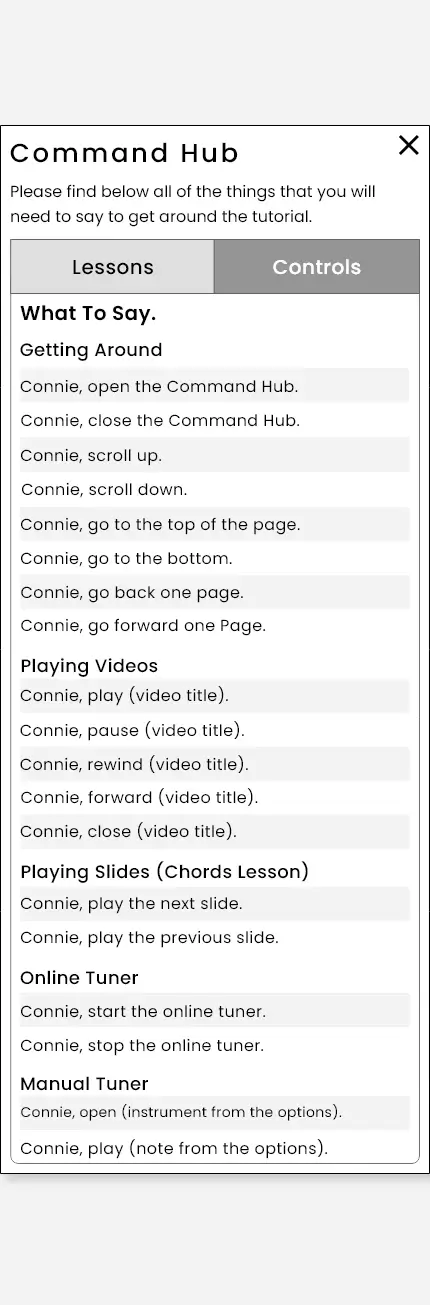 Command Hub
Please find below all of the things that you will
need to say to get around the tutorial.
Lessons
Controls
What To Say.
Getting Around
Connie, open the Command Hub.
Connie, close the Command Hub.
Connie, scroll up.
Connie, scroll down.
Connie, go to the top of the page.
Connie, go to the bottom.
Connie, go back one page.
Connie, go forward one Page.
Playing Videos
Connie, play (video title).
Connie, pause (video title).
Connie, rewind (video title).
Connie, forward (video title).
Connie, close (video title).
Playing Slides (Chords Lesson)
Connie, play the next slide.
Connie, play the previous slide.
Online Tuner
Connie, start the online tuner.
Connie, stop the online tuner.
Manual Tuner
Connie, open (instrument from the options).
Connie, play (note from the options).